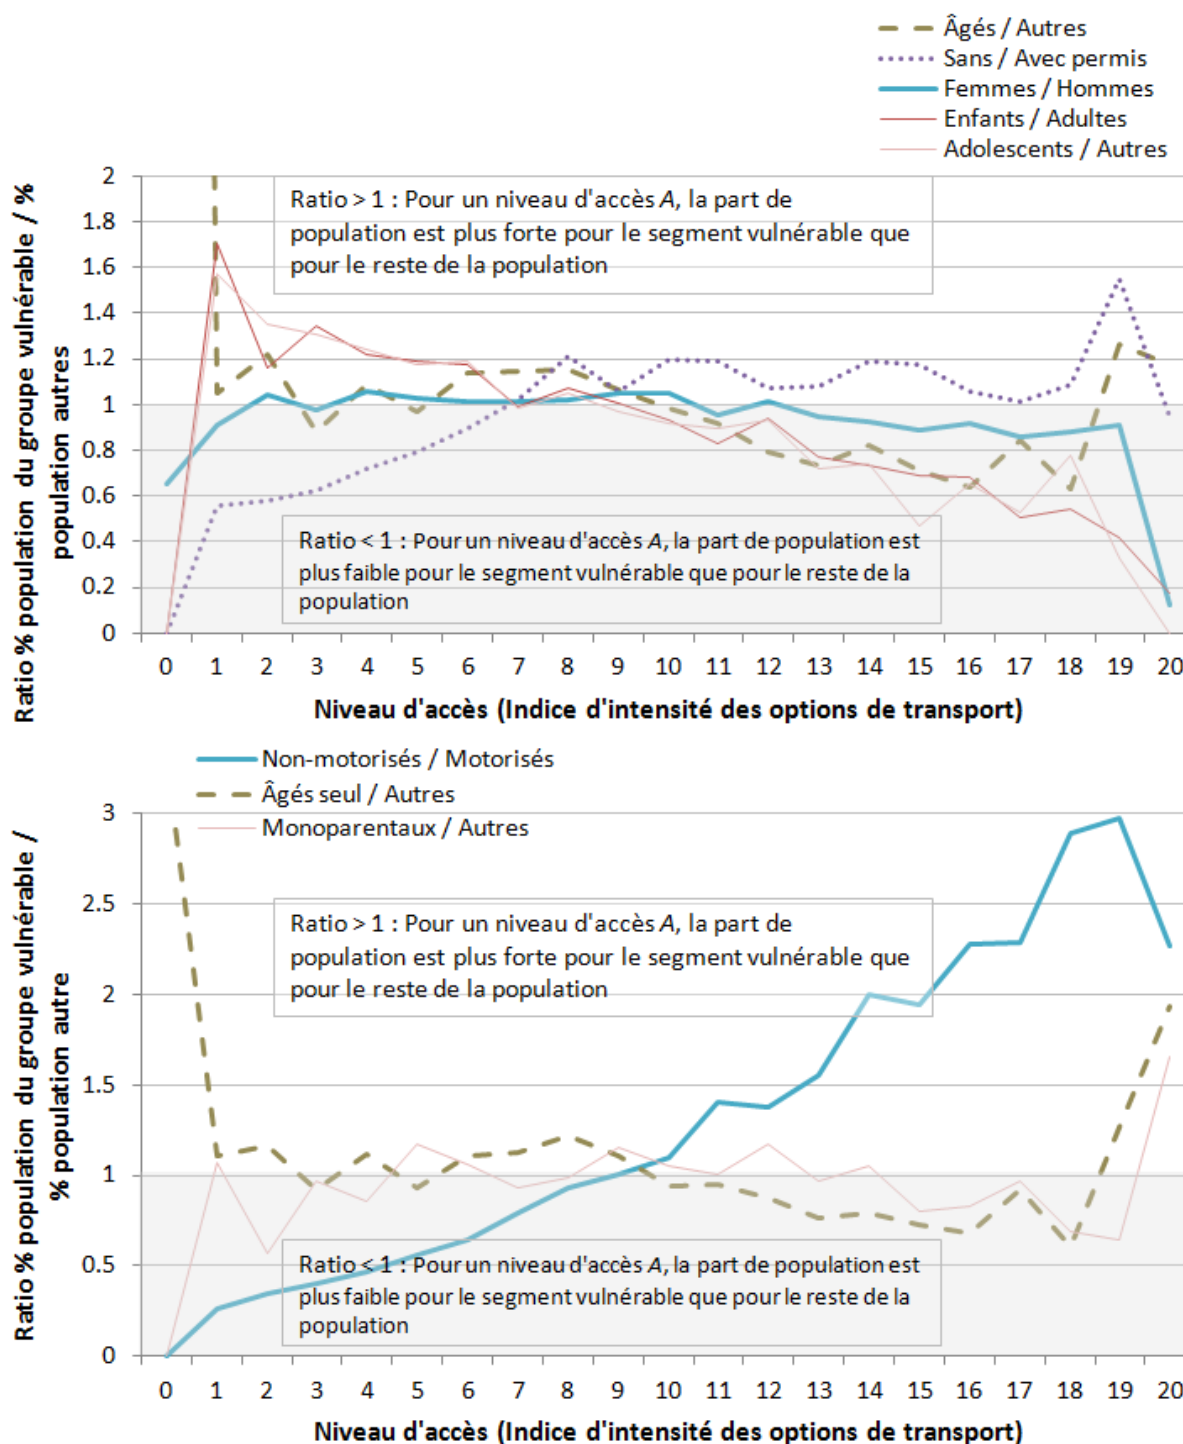 Âgés / Autres
Sans / Avec permis
Femmes / Hommes
Enfants / Adultes
Adolescents / Autres
Ratio % population du groupe vulnérable / %
population autres
2
1.8
1.6
1.4
1.2
1
0.8
0.6
0.4
0.2
0
Ratio > 1 : Pour un niveau d'accès A, la part de
population est plus forte pour le segment vulnérable que
pour le reste de la population
Ratio < 1 : Pour un niveau d'accès A, la part de population est
plus faible pour le segment vulnérable que pour le reste de la
population
0 1 2 3 4 5 6 7 8 9 10 11 12 13 14 15 16 17 18 19 20
Niveau d'accès (Indice d'intensité des options de transport)
Non-motorisés / Motorisés
Âgés seul / Autres
Monoparentaux / Autres
Ratio % population du groupe vulnérable /
% population autre
3
2.5
2
1.5
1
0.5
0
Ratio > 1 : Pour un niveau d'accès A, la part de
population est plus forte pour le segment vulnérable que
pour le reste de la population
Ratio < 1 : Pour un niveau d'accès A, la part de population est
plus faible pour le segment vulnérable que pour le reste de la
population
0 1 2 3 4 5 6 7 8 9 10 11 12 13 14 15 16 17 18 19 20
Niveau d'accès (Indice d'intensité des options de transport)